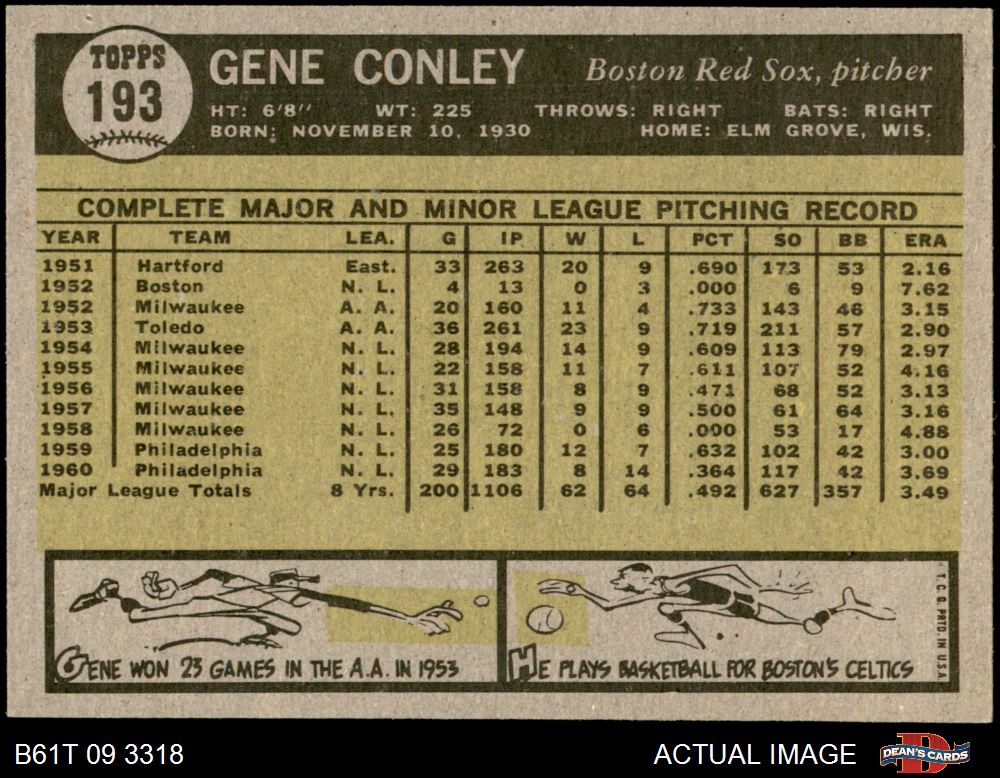 TOPPS
193
GENE CONLEY Boston Red Sox, pitcher
HT: 6'8" WT: 225 THROWS: RIGHT BATS: RIGHT
BORN: NOVEMBER 10, 1930 HOME: ELM GROVE, WIS.
COMPLETE MAJOR AND MINOR LEAGUE PITCHING RECORD
YEAR TEAM LEA. G IP W L PCT SO BB ERA
1951 Hartford East. 33 263 20 9 .690 173 53 2.16
1952 Boston N. L. 4 13 0 3 .000 6 9 7.62
1952 Milwaukee A. A. 20 160 11 4 .733 143 46 3.15
1953 Toledo A. A. 36 261 23 9 .719 211 57 2.90
1954 Milwaukee N. L. 28 194 14 9 .609 113 79 2.97
1955 Milwaukee N. L. 22 158 11 7 .611 107 52 4.16
1956 Milwaukee N. L. 31 158 8 9 .471 68 52 3.13
1957 Milwaukee N. L. 35 148 9 9 .500 61 64 3.16
1958 Milwaukee N. L. 26 72 0 6 .000 53 17 4.88
1959 Philadelphia N. L. 25 180 12 7 .632 102 42 3.00
1960 Philadelphia N. L. 29 183 8 14 .364 117 42 3.69
Major League Totals 8 Yrs. 200 1106 62 64 .492 627 357 3.49
GENE WON 23 GAMES IN THE A.A. IN 1953
HE PLAYS BASKETBALL FOR BOSTON'S CELTICS
T. C. G. PRTD. IN U.S.A.
B61T 09 3318 ACTUAL IMAGE DEAN'S CARDS